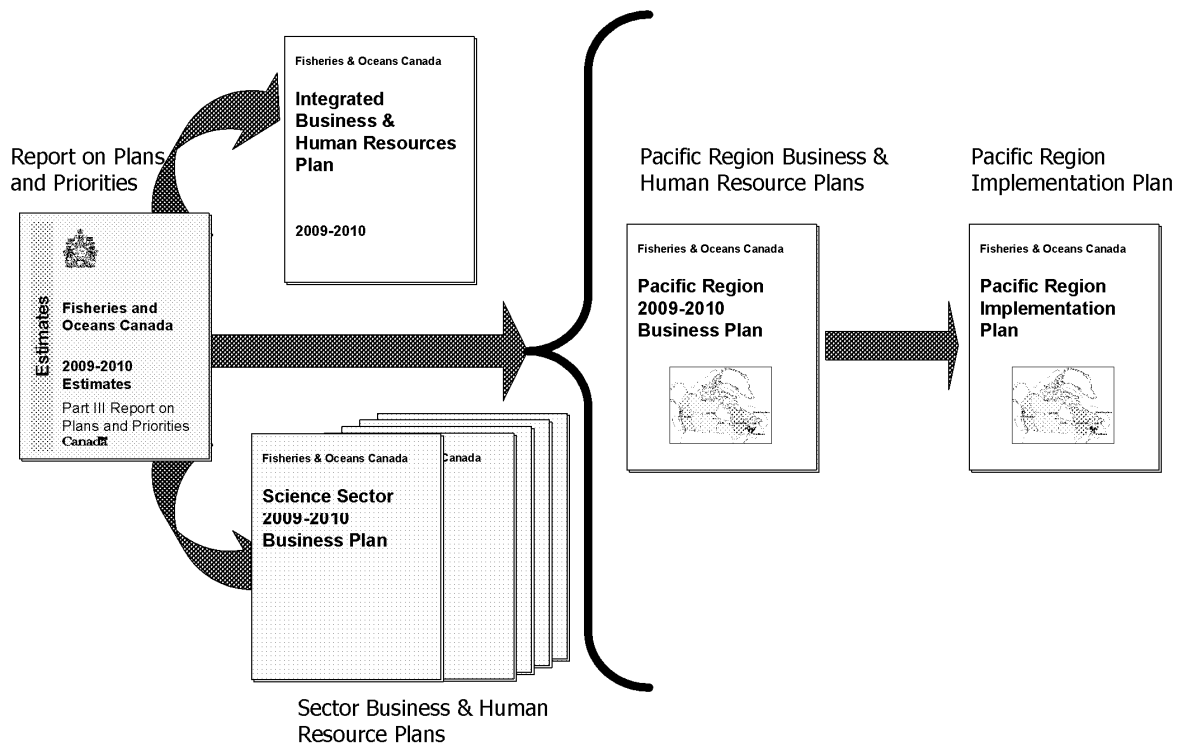 Report on Plans
and Priorities
Estimates
Fisheries and
Oceans Canada
2009-2010
Estimates
Part III Report on
Plans and Priorities
Canada
Fisheries & Oceans Canada
Integrated
Business &
Human Resources
Plan
2009-2010
Fisheries & Oceans Canada
Science Sector
2009-2010
Business Plan
Canada
Sector Business & Human
Resource Plans
Pacific Region Business &
Human Resource Plans
Fisheries & Oceans Canada
Pacific Region
2009-2010
Business Plan
Pacific Region
Implementation Plan
Fisheries & Oceans Canada
Pacific Region
Implementation
Plan